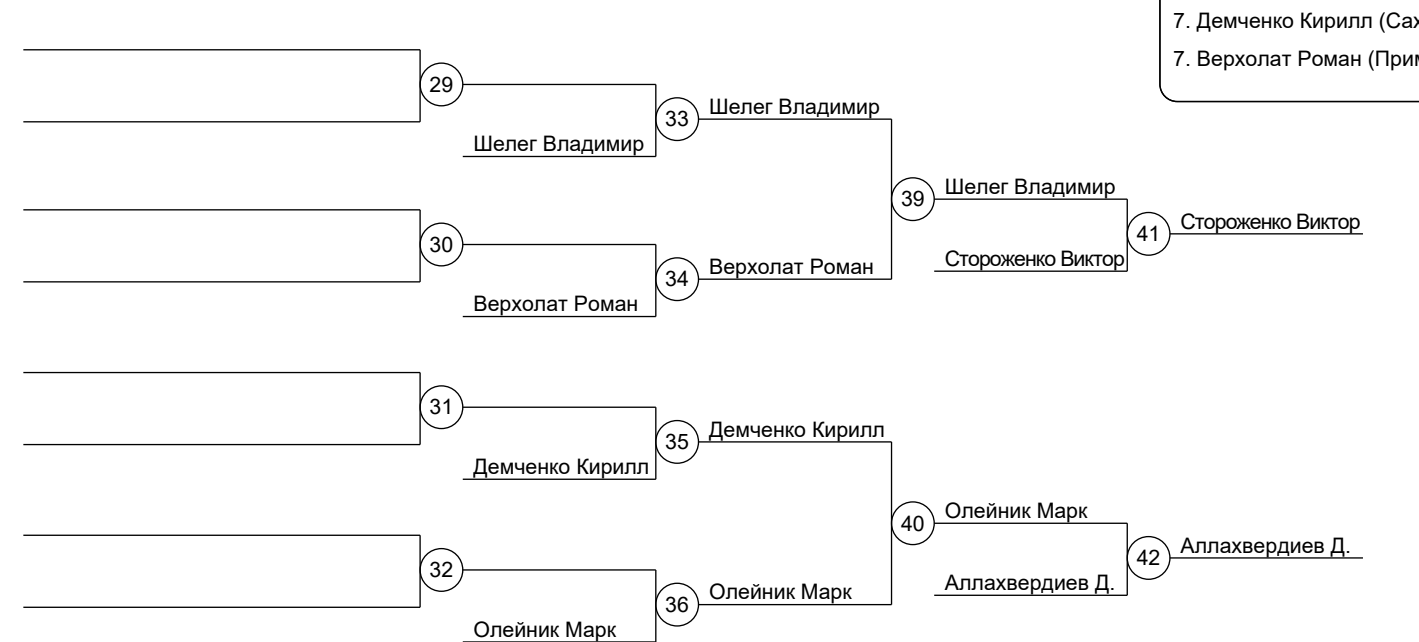 7. Демченко Кирилл
7. Верхолат Роман
29
33
Шелег Владимир
Шелег Владимир
39
Шелег Владимир
41
Стороженко Виктор
Стороженко Виктор
30
34
Верхолат Роман
Верхолат Роман
31
35
Демченко Кирилл
Демченко Кирилл
40
Олейник Марк
42
Аллахвердиев Д.
Аллахвердиев Д.
32
36
Олейник Марк
Олейник Марк